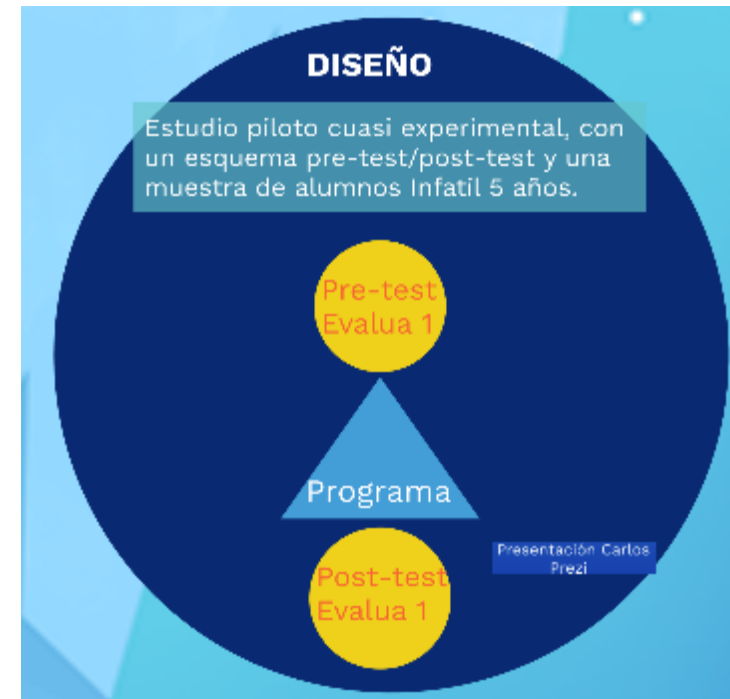 DISEÑO
Estudio piloto cuasi experimental, con
un esquema pre-test/post-test y una
muestra de alumnos Infatil 5 años.
Pre-test
Evalua 1
Programa
Presentación Carlos
Prezi
Post-test
Evalua 1